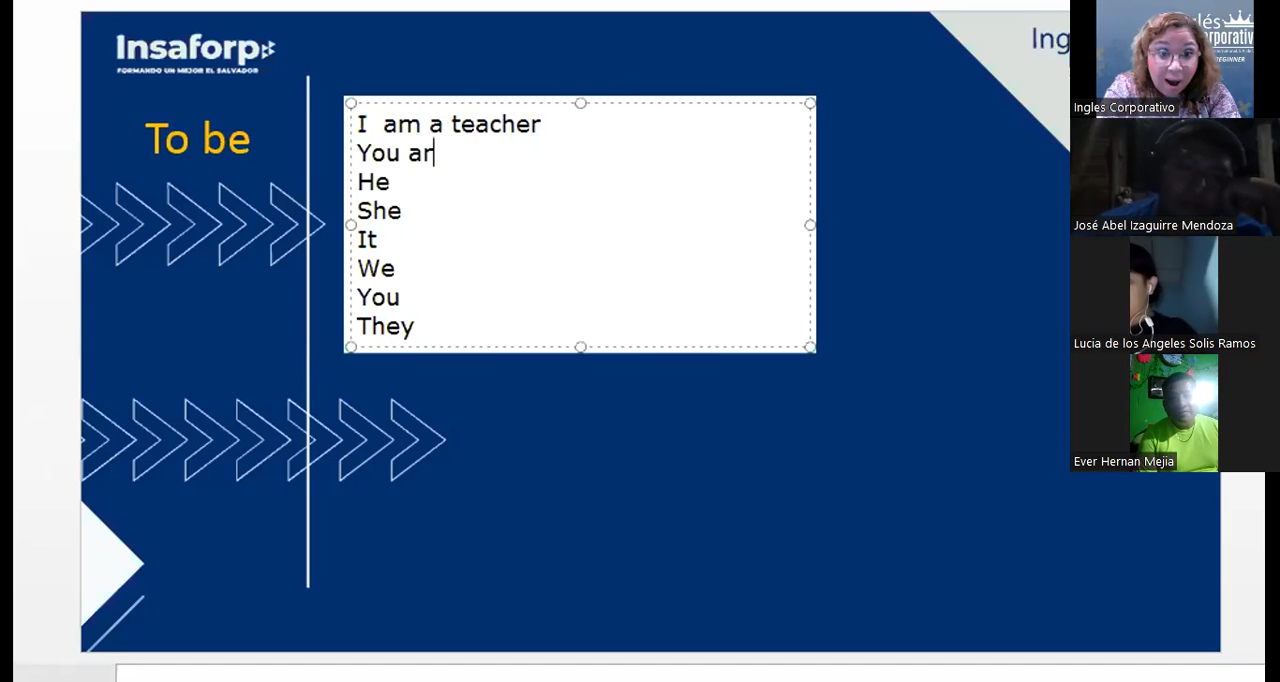 Insaforp
FORMANDO UN MEJOR EL SALVADOR
To be
I  am a teacher
You ar
He
She
It
We
You
They
Ing
Ingles Corporativo
José Abel Izaguirre Mendoza
Lucia de los Angeles Solis Ramos
Ever Hernan Mejia